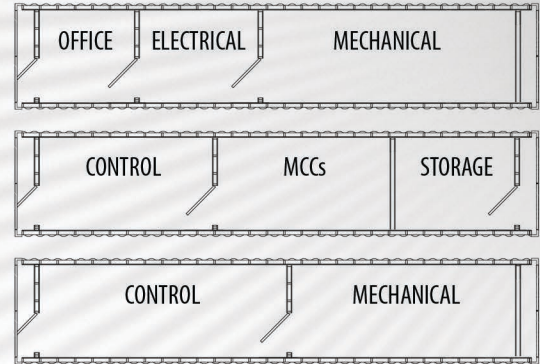 OFFICE ELECTRICAL MECHANICAL
CONTROL MCCs STORAGE
CONTROL MECHANICAL